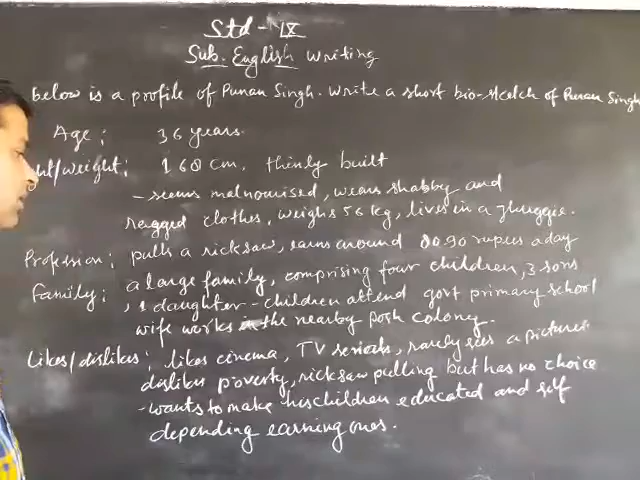 Std - IX
Sub. English Writing
Below is a profile of Punan Singh. Write a short bio-sketch of Punan Singh
Age: 36 years.
ght/weight: 160 cm, thinly built
- seems malnourised, wears shabby and
ragged clothes, weighs 56 kg, lives in a Jhuggie.
Profession: pulls a ricksaw, earns around 80.90 rupees a day
Family: a large family, comprising four children, 3 sons
, 1 daughter - children attend govt primary school
wife works in the nearby posh colony.
Likes/dislikes; likes cinema, TV serials, rarely sees a picture
dislikes poverty, ricksaw pulling but has no choice
- wants to make his children educated and self
depending earning ones.